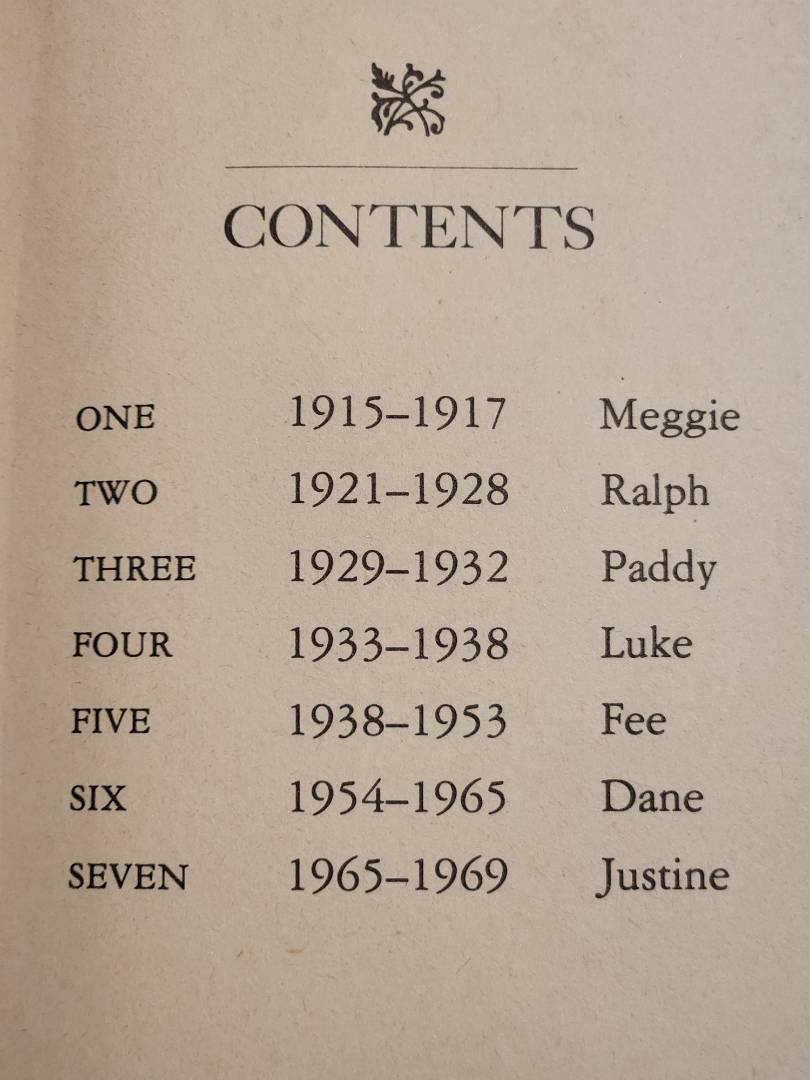 CONTENTS
ONE 1915–1917 Meggie
TWO 1921–1928 Ralph
THREE 1929–1932 Paddy
FOUR 1933–1938 Luke
FIVE 1938–1953 Fee
SIX 1954–1965 Dane
SEVEN 1965–1969 Justine